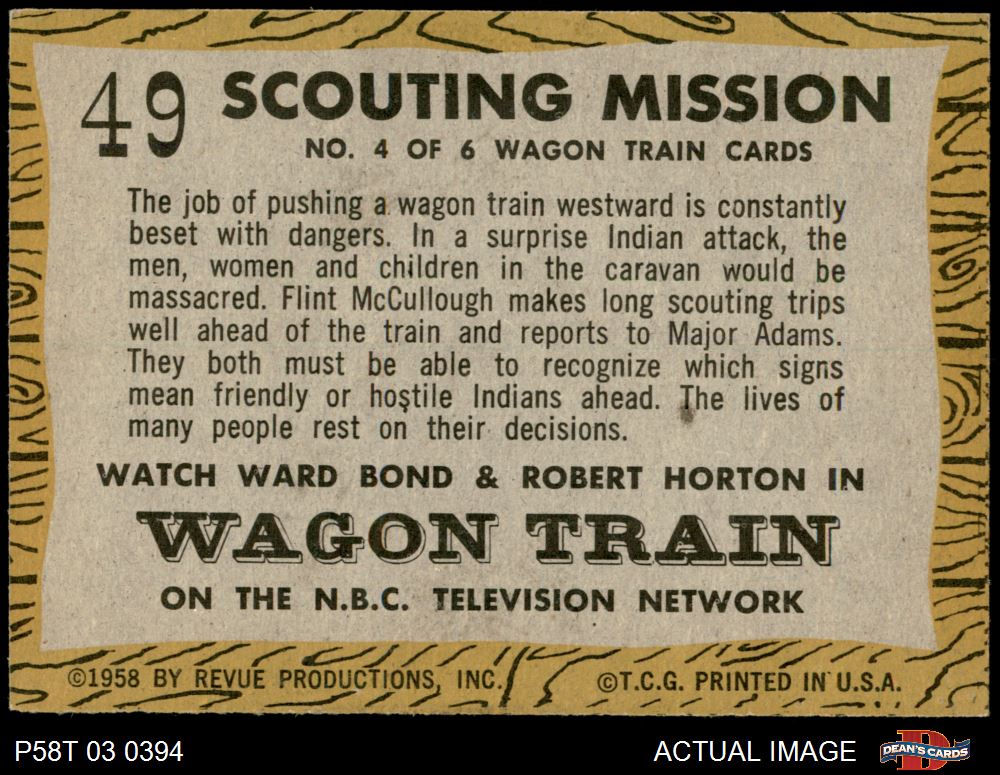 49 SCOUTING MISSION
NO. 4 OF 6 WAGON TRAIN CARDS
The job of pushing a wagon train westward is constantly
beset with dangers. In a surprise Indian attack, the
men, women and children in the caravan would be
massacred. Flint McCullough makes long scouting trips
well ahead of the train and reports to Major Adams.
They both must be able to recognize which signs
mean friendly or hostile Indians ahead. The lives of
many people rest on their decisions.
WATCH WARD BOND & ROBERT HORTON IN
WAGON TRAIN
ON THE N.B.C. TELEVISION NETWORK
©1958 BY REVUE PRODUCTIONS, INC. ©T.C.G. PRINTED IN U.S.A.
P58T 03 0394 ACTUAL IMAGE DEAN'S CARDS